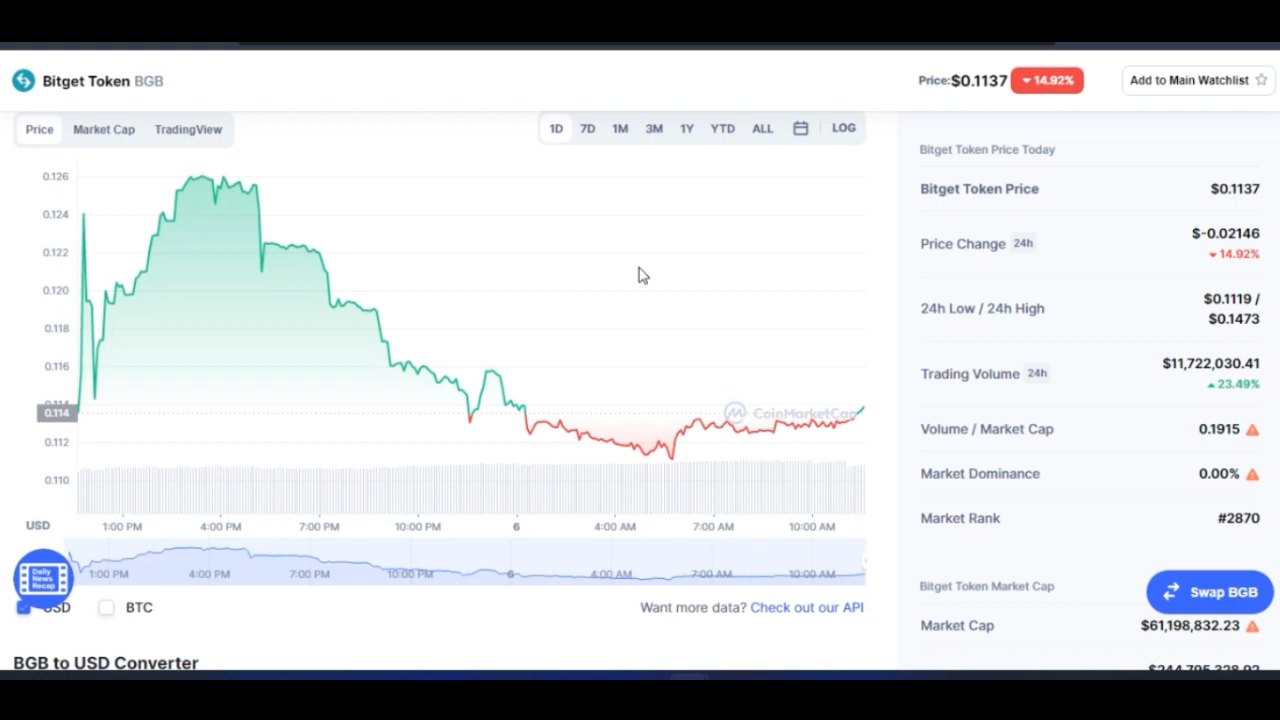 Bitget Token BGB
Price:$0.1137 14.92%
Add to Main Watchlist
Price Market Cap TradingView
1D 7D 1M 3M 1Y YTD ALL LOG
0.126
0.124
0.122
0.120
0.118
0.116
0.114
0.112
0.110
CoinMarketCap
USD
1:00 PM 4:00 PM 7:00 PM 10:00 PM 6 4:00 AM 7:00 AM 10:00 AM
1:00 PM 4:00 PM 7:00 PM 10:00 PM 6 4:00 AM 7:00 AM 10:00 AM
Daily
News
Recap
USD BTC
Want more data? Check out our API
BGB to USD Converter
Bitget Token Price Today
Bitget Token Price $0.1137
Price Change 24h $-0.02146
14.92%
24h Low / 24h High $0.1119 /
$0.1473
Trading Volume 24h $11,722,030.41
23.49%
Volume / Market Cap 0.1915
Market Dominance 0.00%
Market Rank #2870
Bitget Token Market Cap
Swap BGB
Market Cap $61,198,832.23